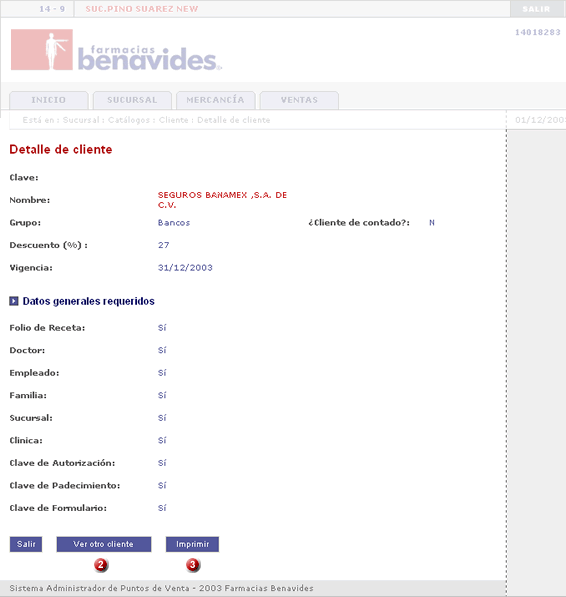 14 - 9 SUC.PINO SUAREZ NEW SALIR
14018283
farmacias
benavides
INICIO SUCURSAL MERCANCÍA VENTAS
Está en : Sucursal : Catálogos : Cliente : Detalle de cliente 01/12/200
Detalle de cliente
Clave:
Nombre: SEGUROS BANAMEX ,S.A. DE
C.V.
Grupo: Bancos ¿Cliente de contado?: N
Descuento (%) : 27
Vigencia: 31/12/2003
Datos generales requeridos
Folio de Receta: Sí
Doctor: Sí
Empleado: Sí
Familia: Sí
Sucursal: Sí
Clinica: Sí
Clave de Autorización: Sí
Clave de Padecimiento: Sí
Clave de Formulario: Sí
Salir Ver otro cliente Imprimir
2 3
Sistema Administrador de Puntos de Venta - 2003 Farmacias Benavides